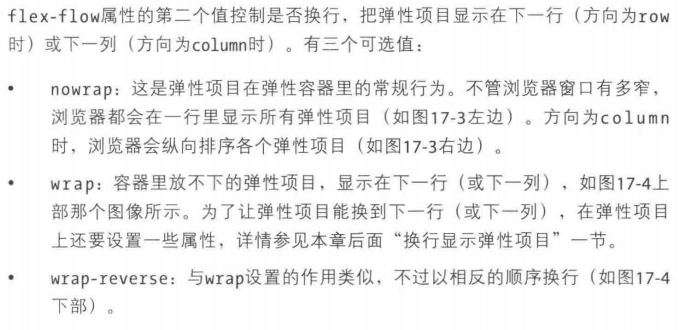 flex-flow属性的第二个值控制是否换行，把弹性项目显示在下一行（方向为row
时）或下一列（方向为column时）。有三个可选值：
• nowrap：这是弹性项目在弹性容器里的常规行为。不管浏览器窗口有多窄，
浏览器都会在一行里显示所有弹性项目（如图17-3左边）。方向为column
时，浏览器会纵向排序各个弹性项目（如图17-3右边）。
• wrap：容器里放不下的弹性项目，显示在下一行（或下一列），如图17-4上
部那个图像所示。为了让弹性项目能换到下一行（或下一列），在弹性项目
上还要设置一些属性，详情参见本章后面“换行显示弹性项目”一节。
• wrap-reverse：与wrap设置的作用类似，不过以相反的顺序换行（如图17-4
下部）。